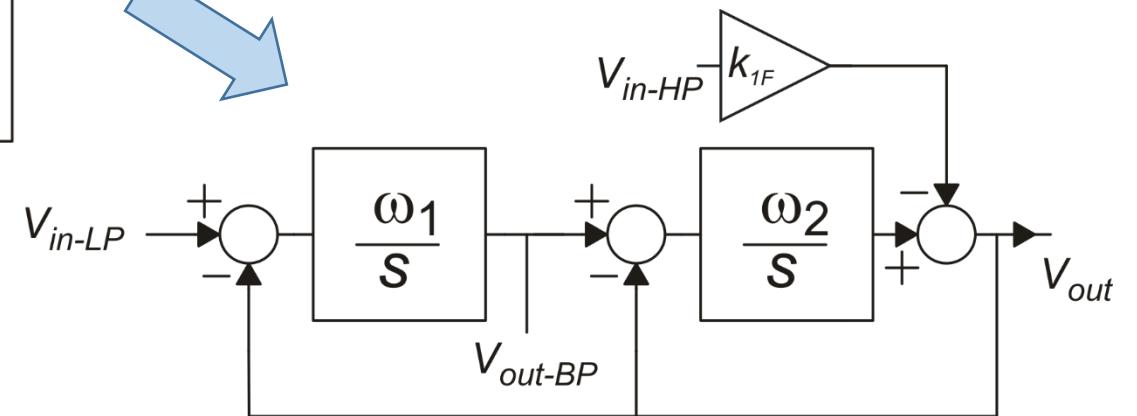 V_in-HP
k_1F
−
V_in-LP
+
−
ω1
s
V_out-BP
+
−
ω2
s
+
V_out